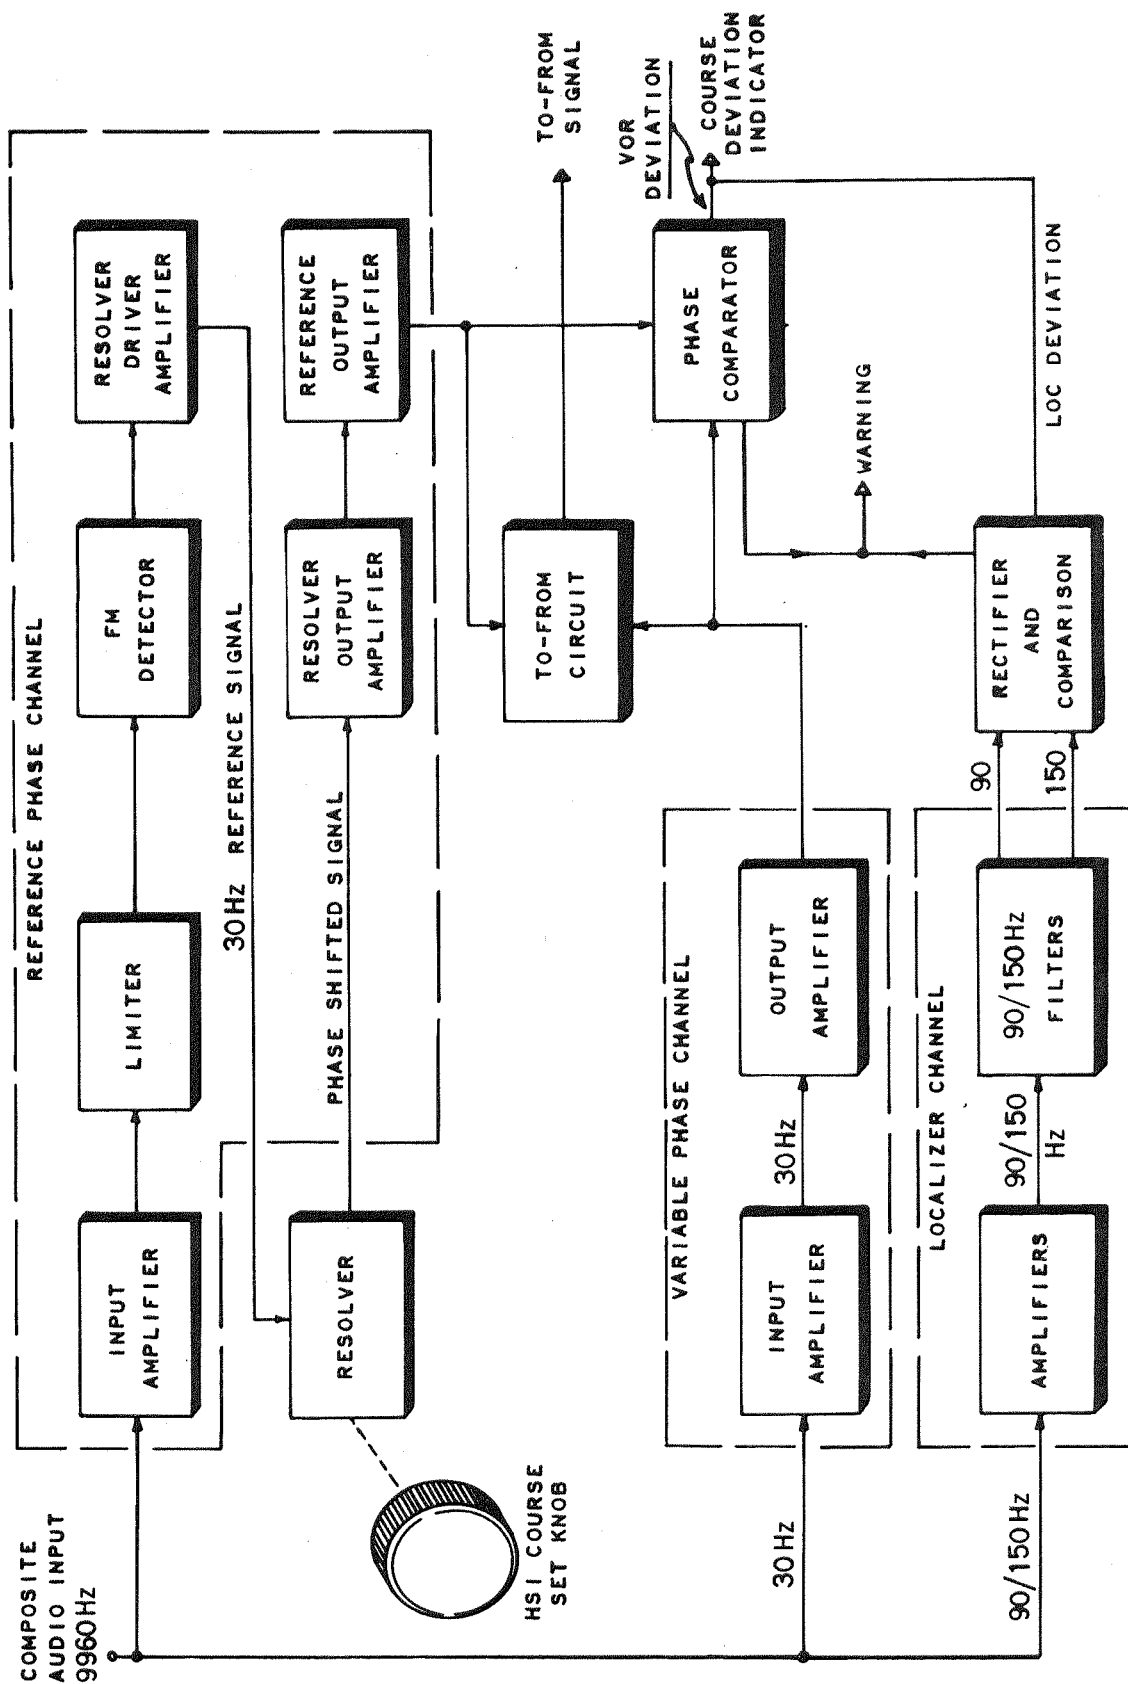 COMPOSITE
AUDIO INPUT
9960Hz
REFERENCE PHASE CHANNEL
INPUT
AMPLIFIER
LIMITER
FM
DETECTOR
RESOLVER
DRIVER
AMPLIFIER
30Hz REFERENCE SIGNAL
RESOLVER
PHASE SHIFTED SIGNAL
RESOLVER
OUTPUT
AMPLIFIER
REFERENCE
OUTPUT
AMPLIFIER
HSI COURSE
SET KNOB
TO-FROM
CIRCUIT
TO-FROM
SIGNAL
VOR
DEVIATION
PHASE
COMPARATOR
COURSE
DEVIATION
INDICATOR
VARIABLE PHASE CHANNEL
30Hz
INPUT
AMPLIFIER
30Hz
OUTPUT
AMPLIFIER
WARNING
LOCALIZER CHANNEL
90/150Hz
AMPLIFIERS
90/150
Hz
90/150Hz
FILTERS
90
150
RECTIFIER
AND
COMPARISON
LOC DEVIATION